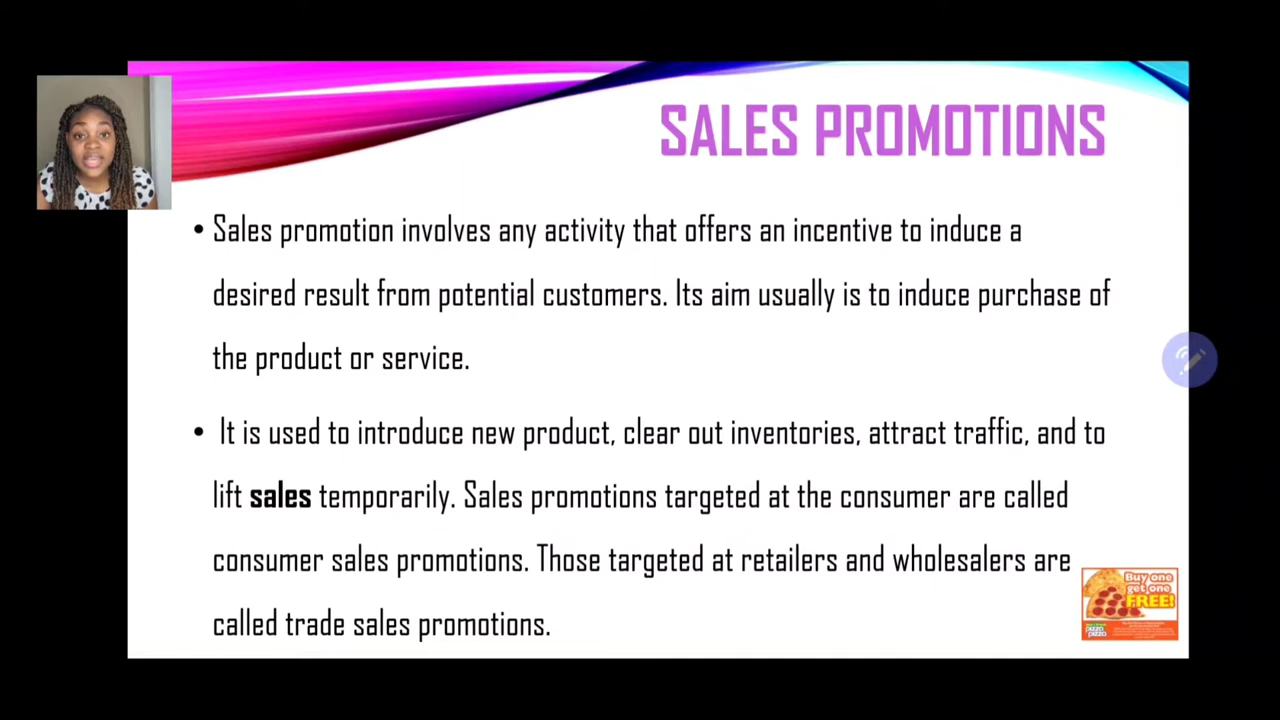 SALES PROMOTIONS
• Sales promotion involves any activity that offers an incentive to induce a
desired result from potential customers. Its aim usually is to induce purchase of
the product or service.
• It is used to introduce new product, clear out inventories, attract traffic, and to
lift sales temporarily. Sales promotions targeted at the consumer are called
consumer sales promotions. Those targeted at retailers and wholesalers are
called trade sales promotions.
Buy one
get one
FREE!
pizza
pizza